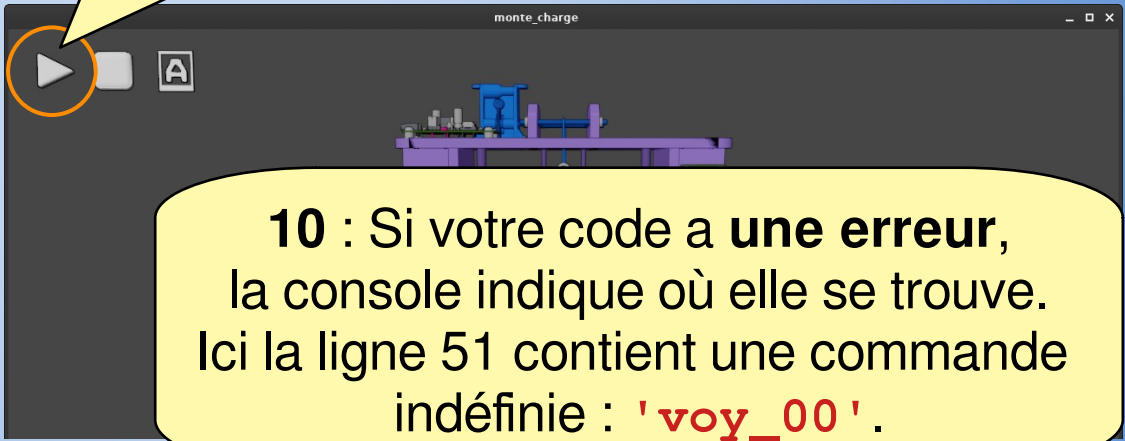 monte_charge
A
10 : Si votre code a une erreur,
la console indique où elle se trouve.
Ici la ligne 51 contient une commande
indéfinie : 'voy_00'.